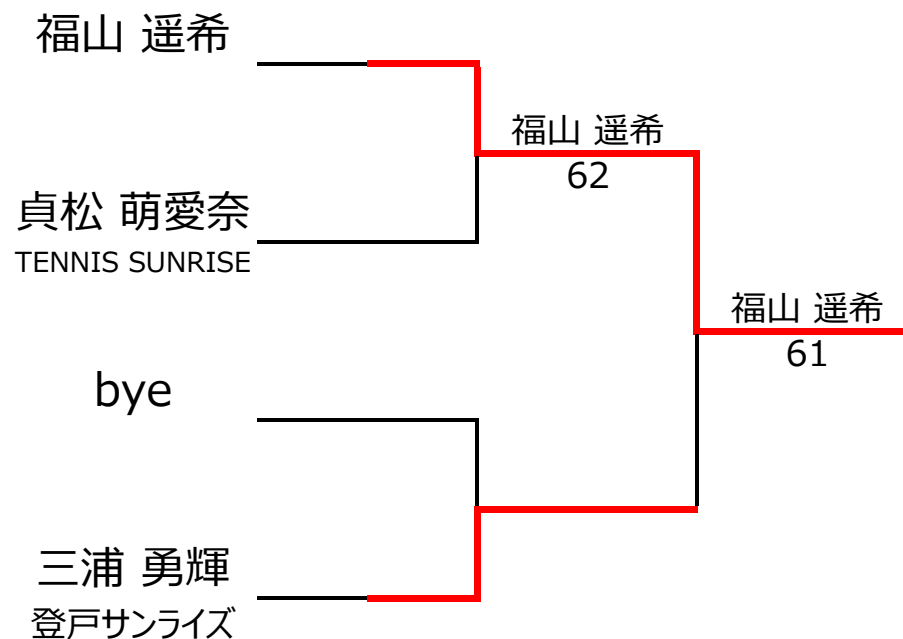 福山 遥希
福山 遥希
62
貞松 萌愛奈
TENNIS SUNRISE
福山 遥希
61
bye
三浦 勇輝
登戸サンライズ